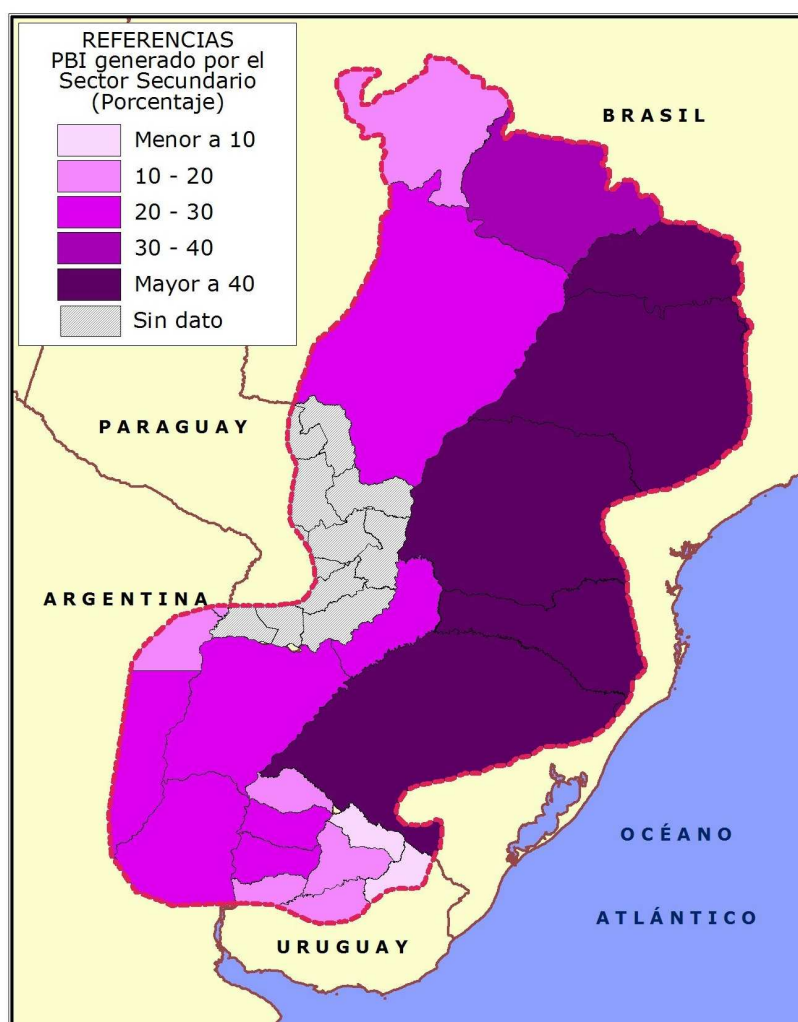 REFERENCIAS
PBI generado por el
Sector Secundario
(Porcentaje)
Menor a 10
10 - 20
20 - 30
30 - 40
Mayor a 40
Sin dato
BRASIL
PARAGUAY
ARGENTINA
OCÉANO
ATLÁNTICO
URUGUAY